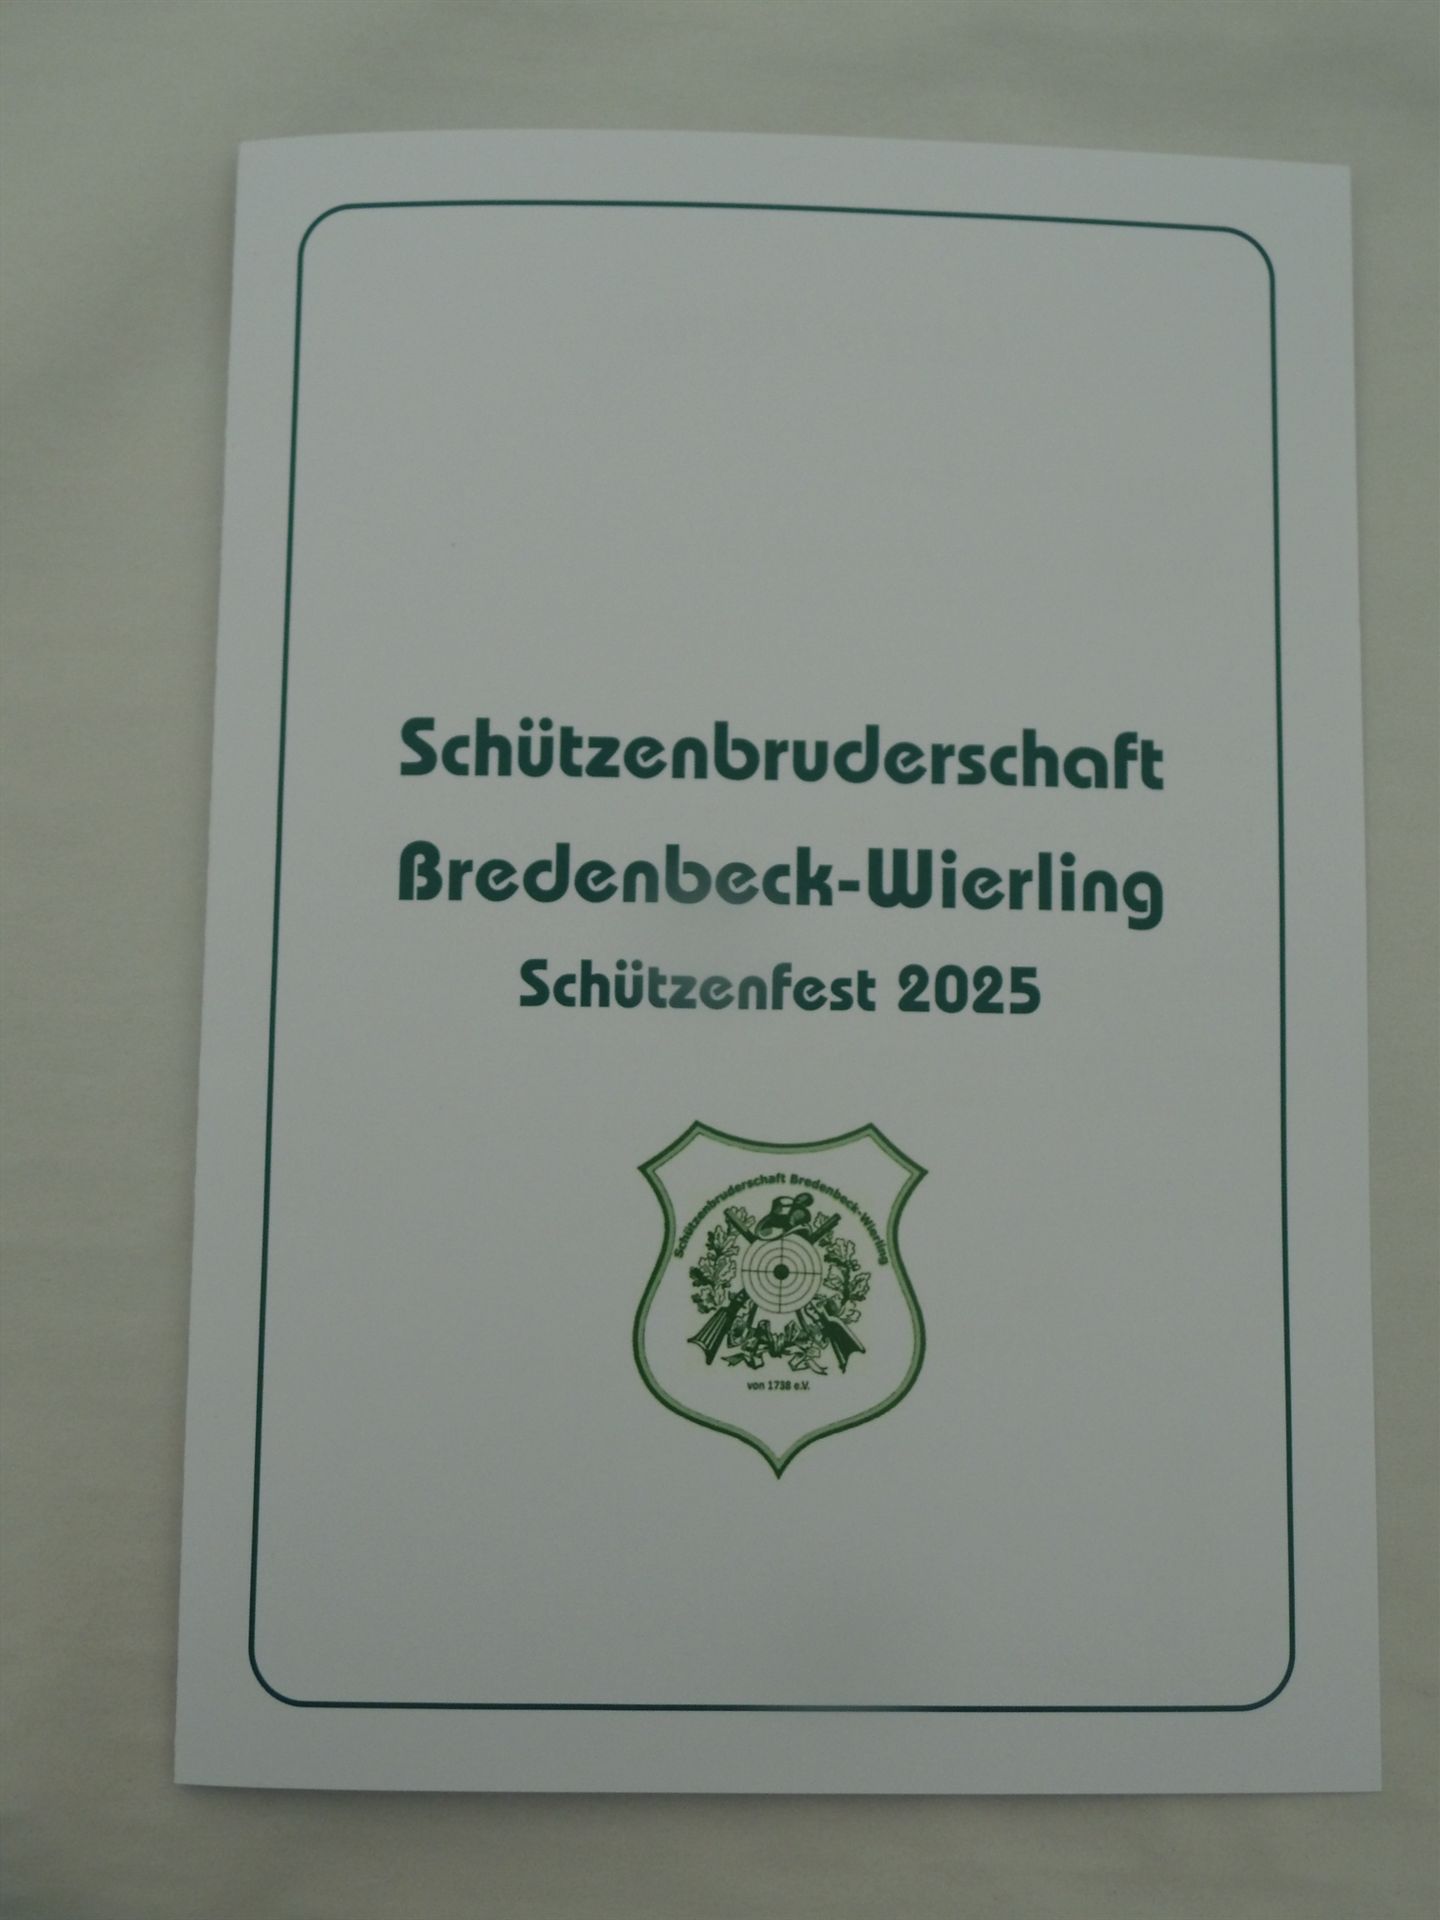 Schützenbruderschaft
Bredenbeck-Wierling
Schützenfest 2025
Schützenbruderschaft Bredenbeck-Wierling
von 1738 e.V.